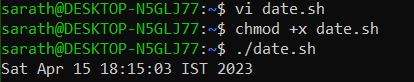 sarath@DESKTOP-N5GLJ77:~$ vi date.sh
sarath@DESKTOP-N5GLJ77:~$ chmod +x date.sh
sarath@DESKTOP-N5GLJ77:~$ ./date.sh
Sat Apr 15 18:15:03 IST 2023